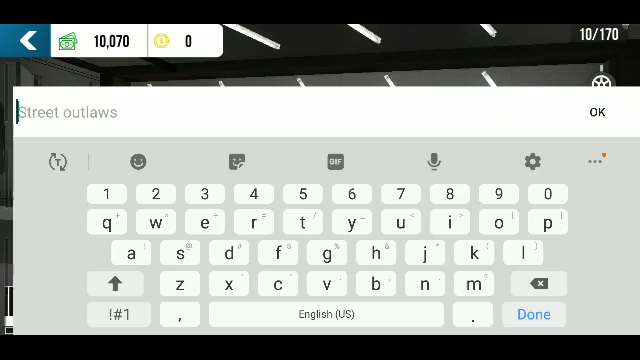 10,070 0 10/170
Street outlaws OK
GIF
1 2 3 4 5 6 7 8 9 0
q + w × e ÷ r = t / y _ u < i > o [ p ]
a ! s @ d # f $ g % h & j * k ( l )
z - x ' c " v : b ; n , m ?
!#1 , English (US) . Done